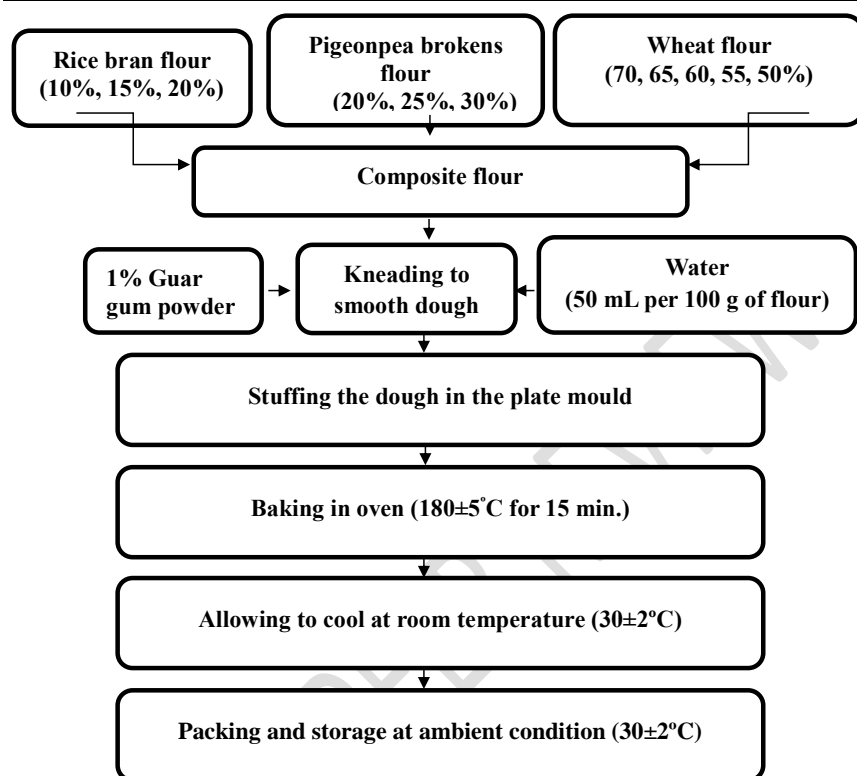 Rice bran flour
(10%, 15%, 20%)
Pigeonpea brokens
flour
(20%, 25%, 30%)
Wheat flour
(70, 65, 60, 55, 50%)
Composite flour
1% Guar
gum powder
Kneading to
smooth dough
Water
(50 mL per 100 g of flour)
Stuffing the dough in the plate mould
Baking in oven (180±5°C for 15 min.)
Allowing to cool at room temperature (30±2ºC)
Packing and storage at ambient condition (30±2ºC)